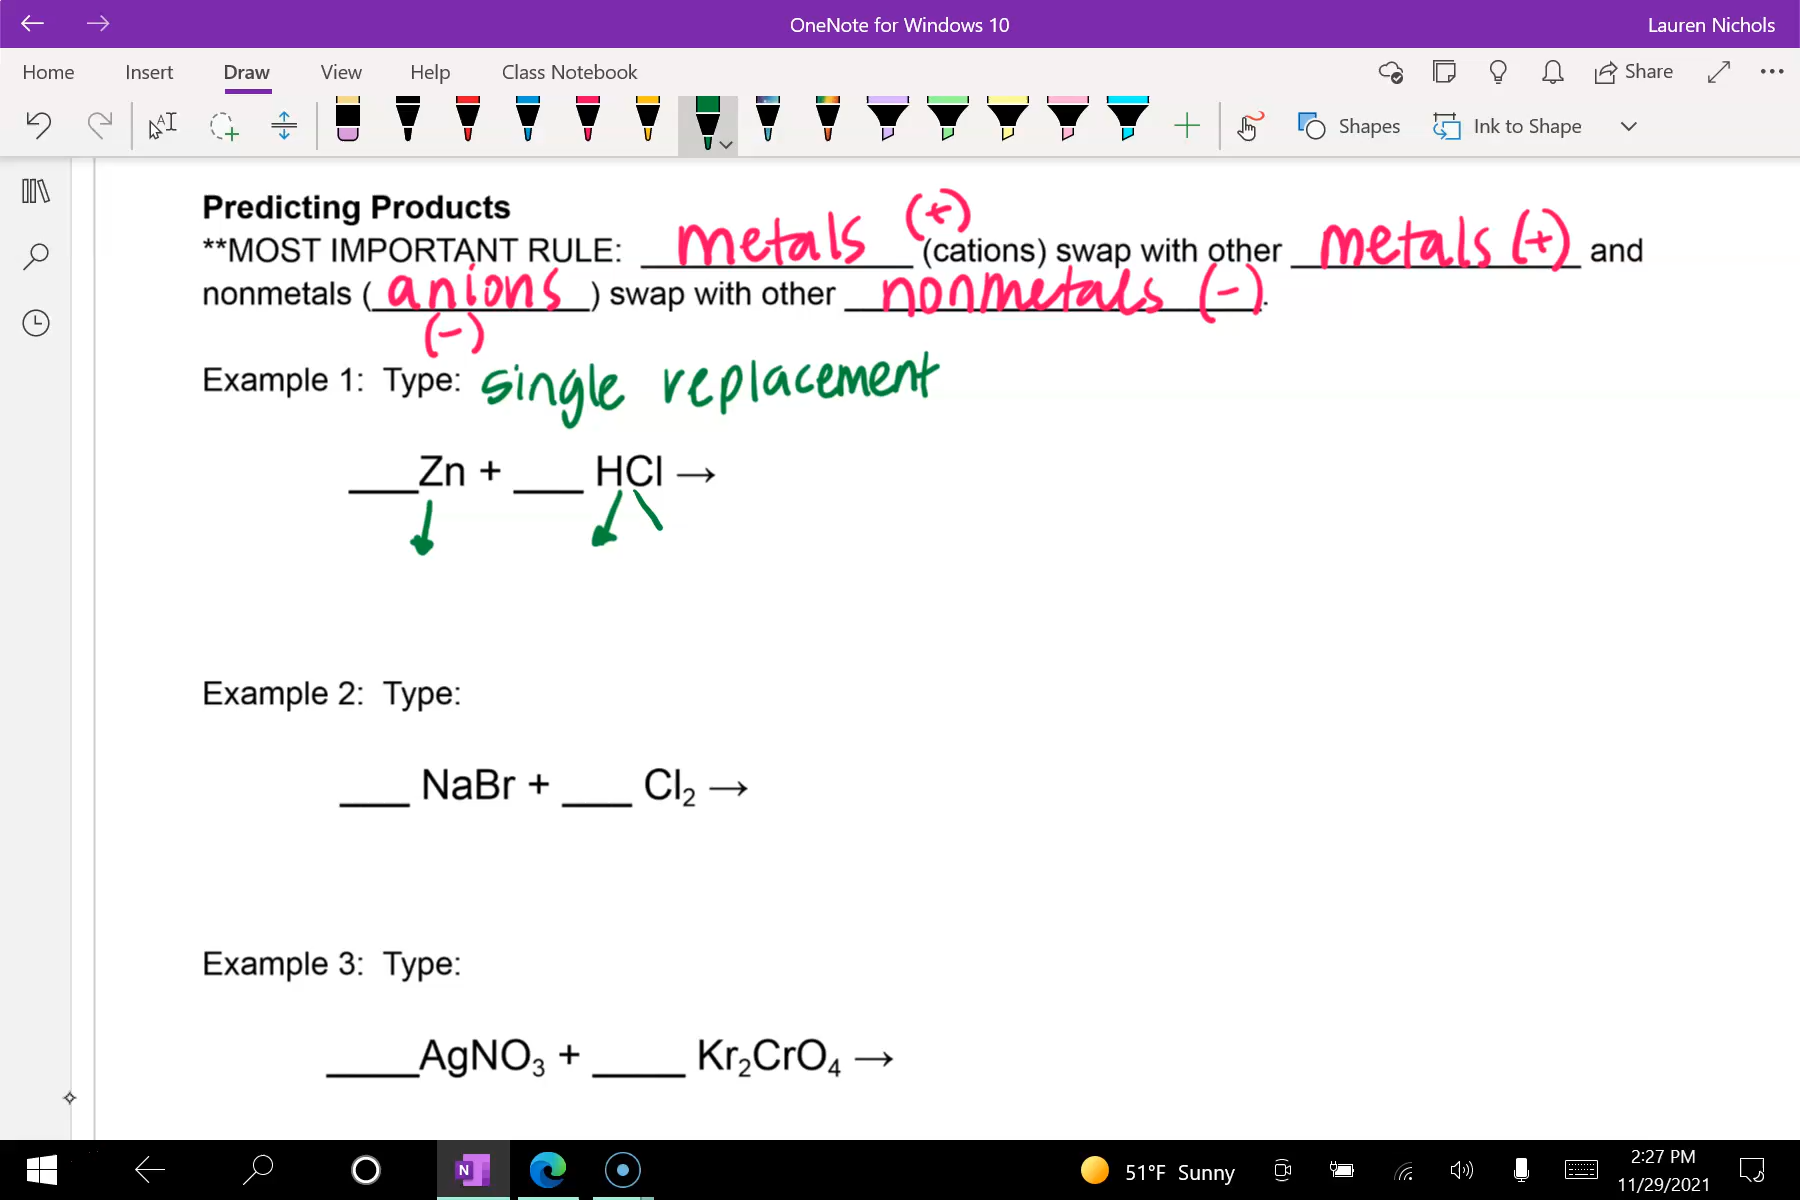 OneNote for Windows 10
Lauren Nichols
Home Insert Draw View Help Class Notebook
Share
Shapes Ink to Shape
Predicting Products
**MOST IMPORTANT RULE: metals (+) (cations) swap with other metals (+) and
nonmetals (anions) swap with other nonmetals (-).
(-)
Example 1: Type: single replacement
___Zn + ___ HCl →
Example 2: Type:
___ NaBr + ___ Cl₂ →
Example 3: Type:
____AgNO₃ + ____ Kr₂CrO₄ →
51°F Sunny
2:27 PM
11/29/2021